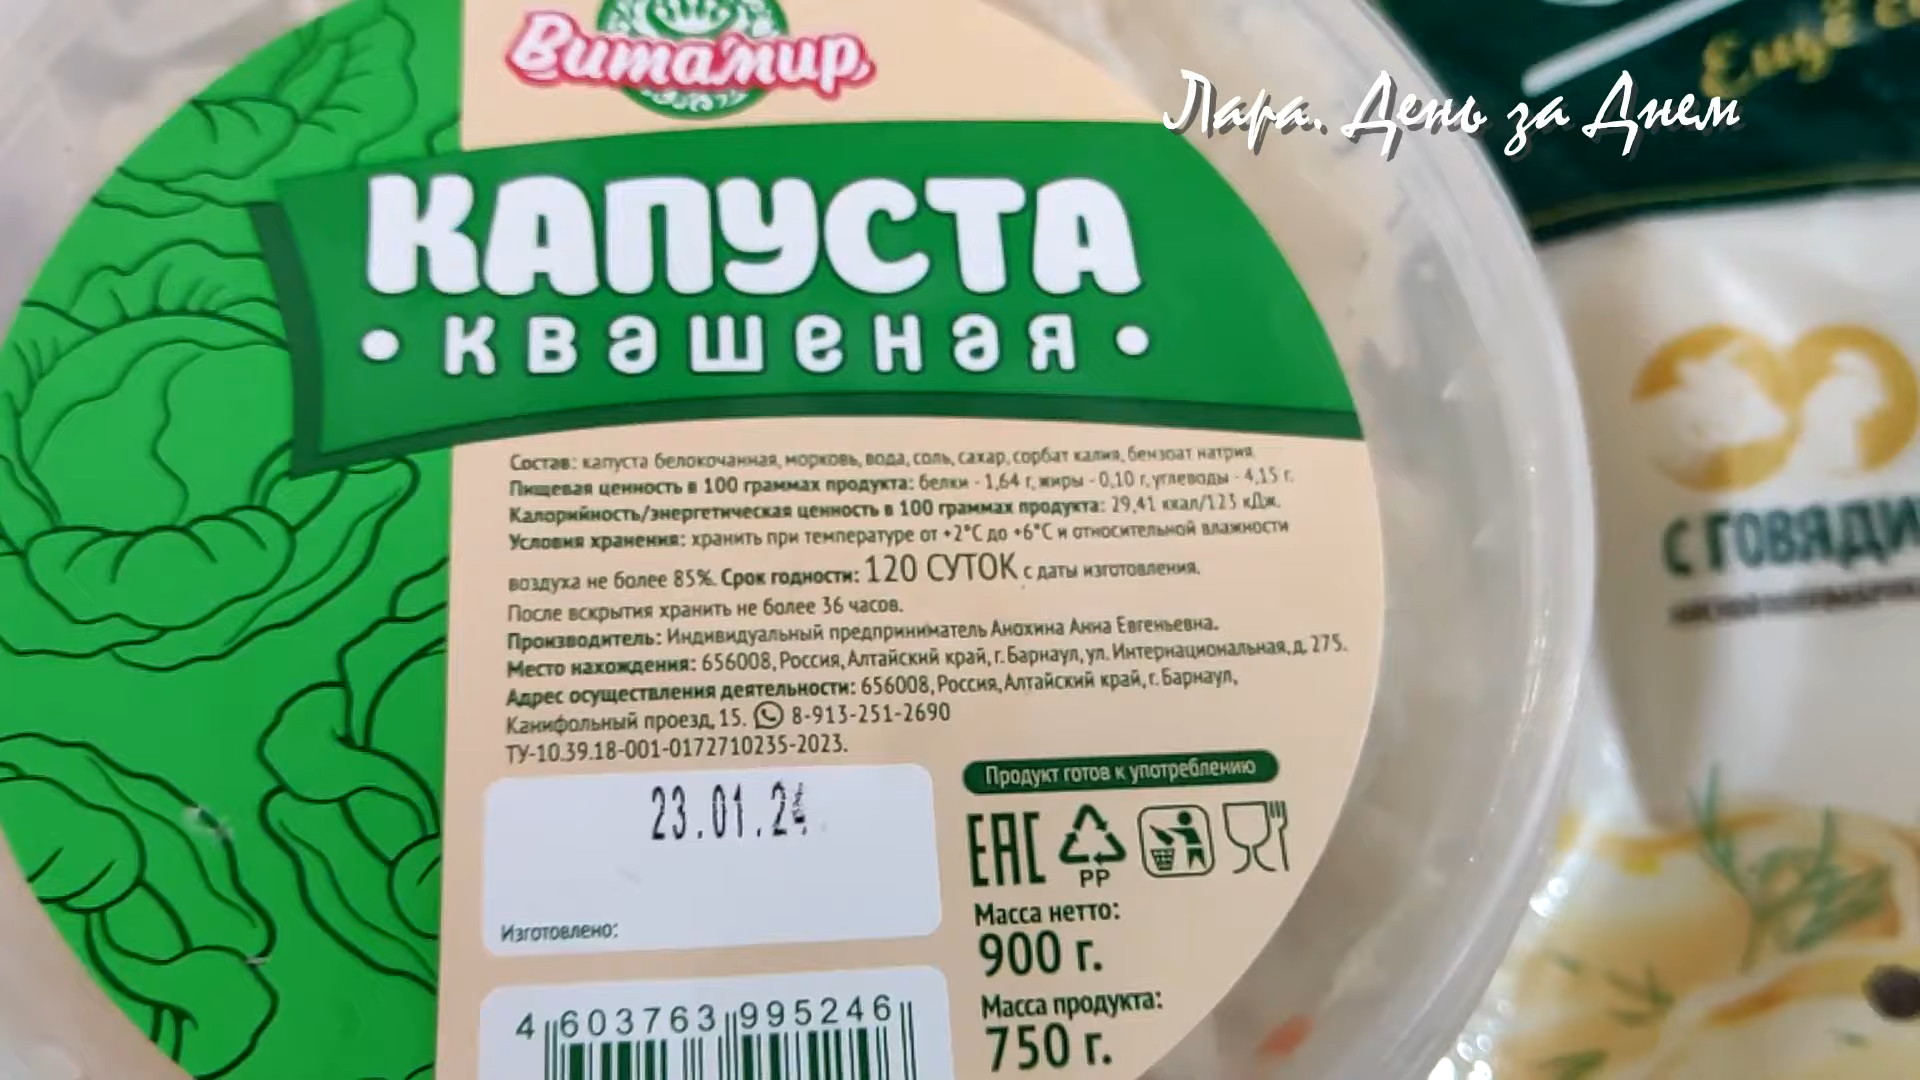 Витамир
Лара. День за Днем
Ещё
КАПУСТА
• квашеная •
Состав: капуста белокочанная, морковь, вода, соль, сахар, сорбат калия, бензоат натрия
Пищевая ценность в 100 граммах продукта: белки - 1,64 г, жиры - 0,10 г, углеводы - 4,15 г.
Калорийность/энергетическая ценность в 100 граммах продукта: 29,41 ккал/123 кДж.
Условия хранения: хранить при температуре от +2°C до +6°C и относительной влажности
воздуха не более 85%. Срок годности: 120 СУТОК с даты изготовления.
После вскрытия хранить не более 36 часов.
Производитель: Индивидуальный предприниматель Анохина Анна Евгеньевна.
Место нахождения: 656008, Россия, Алтайский край, г. Барнаул, ул. Интернациональная, д. 275.
Адрес осуществления деятельности: 656008, Россия, Алтайский край, г. Барнаул,
Канифольный проезд, 15. 8-913-251-2690
ТУ-10.39.18-001-0172710235-2023.
23.01.24
Изготовлено:
Продукт готов к употреблению
ЕАС
PP
Масса нетто:
900 г.
Масса продукта:
750 г.
4 603763 995246
С ГОВЯДИ